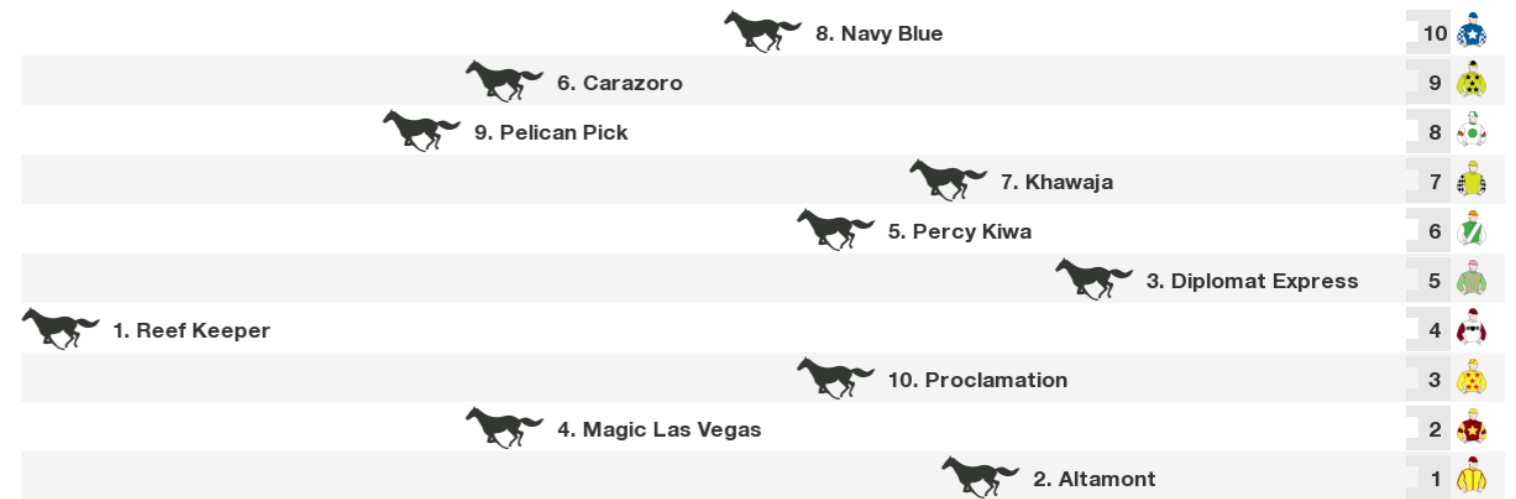 8. Navy Blue 10
6. Carazoro 9
9. Pelican Pick 8
7. Khawaja 7
5. Percy Kiwa 6
3. Diplomat Express 5
1. Reef Keeper 4
10. Proclamation 3
4. Magic Las Vegas 2
2. Altamont 1